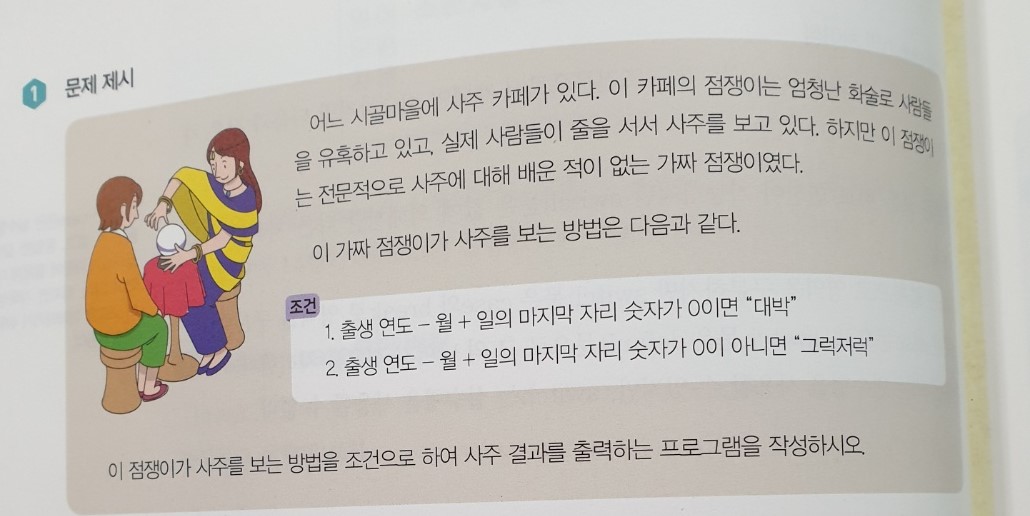 1 문제 제시
어느 시골마을에 사주 카페가 있다. 이 카페의 점쟁이는 엄청난 화술로 사람들
을 유혹하고 있고, 실제 사람들이 줄을 서서 사주를 보고 있다. 하지만 이 점쟁이
는 전문적으로 사주에 대해 배운 적이 없는 가짜 점쟁이였다.
이 가짜 점쟁이가 사주를 보는 방법은 다음과 같다.
조건
1. 출생 연도 – 월 + 일의 마지막 자리 숫자가 0이면 “대박”
2. 출생 연도 – 월 + 일의 마지막 자리 숫자가 0이 아니면 “그럭저럭”
이 점쟁이가 사주를 보는 방법을 조건으로 하여 사주 결과를 출력하는 프로그램을 작성하시오.